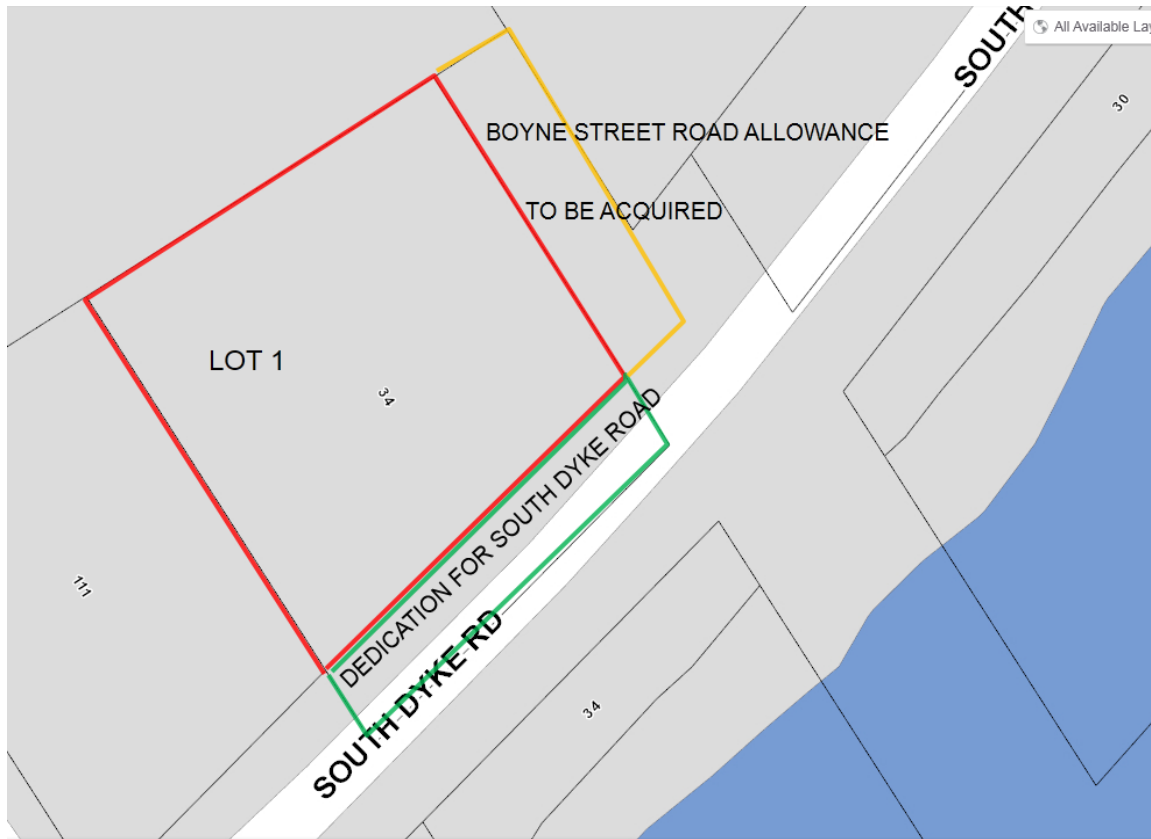 SOUTH
All Available Lay
30
BOYNE STREET ROAD ALLOWANCE
TO BE ACQUIRED
LOT 1
34
DEDICATION FOR SOUTH DYKE ROAD
111
SOUTH DYKE RD
34